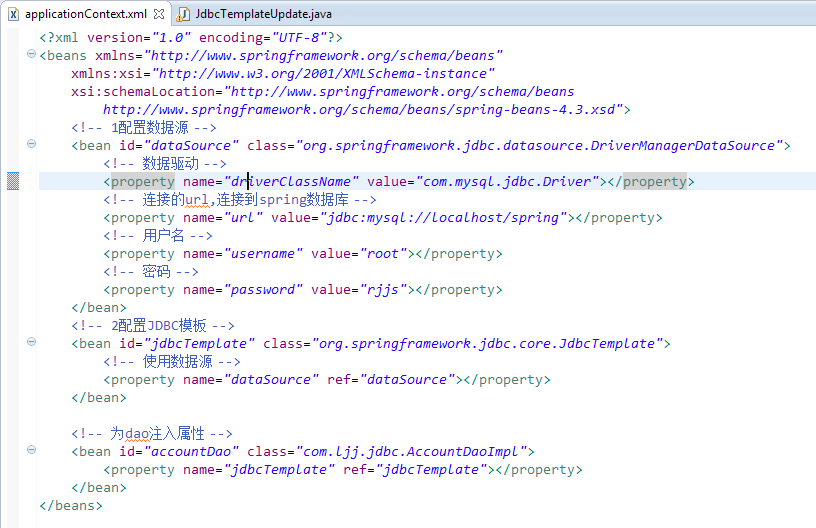 applicationContext.xml JdbcTemplateUpdate.java
<?xml version="1.0" encoding="UTF-8"?>
<beans xmlns="http://www.springframework.org/schema/beans"
xmlns:xsi="http://www.w3.org/2001/XMLSchema-instance"
xsi:schemaLocation="http://www.springframework.org/schema/beans
http://www.springframework.org/schema/beans/spring-beans-4.3.xsd">
<!-- 1配置数据源 -->
<bean id="dataSource" class="org.springframework.jdbc.datasource.DriverManagerDataSource">
<!-- 数据驱动 -->
<property name="driverClassName" value="com.mysql.jdbc.Driver"></property>
<!-- 连接的url,连接到spring数据库 -->
<property name="url" value="jdbc:mysql://localhost/spring"></property>
<!-- 用户名 -->
<property name="username" value="root"></property>
<!-- 密码 -->
<property name="password" value="rjjs"></property>
</bean>
<!-- 2配置JDBC模板 -->
<bean id="jdbcTemplate" class="org.springframework.jdbc.core.JdbcTemplate">
<!-- 使用数据源 -->
<property name="dataSource" ref="dataSource"></property>
</bean>
<!-- 为dao注入属性 -->
<bean id="accountDao" class="com.ljj.jdbc.AccountDaoImpl">
<property name="jdbcTemplate" ref="jdbcTemplate"></property>
</bean>
</beans>